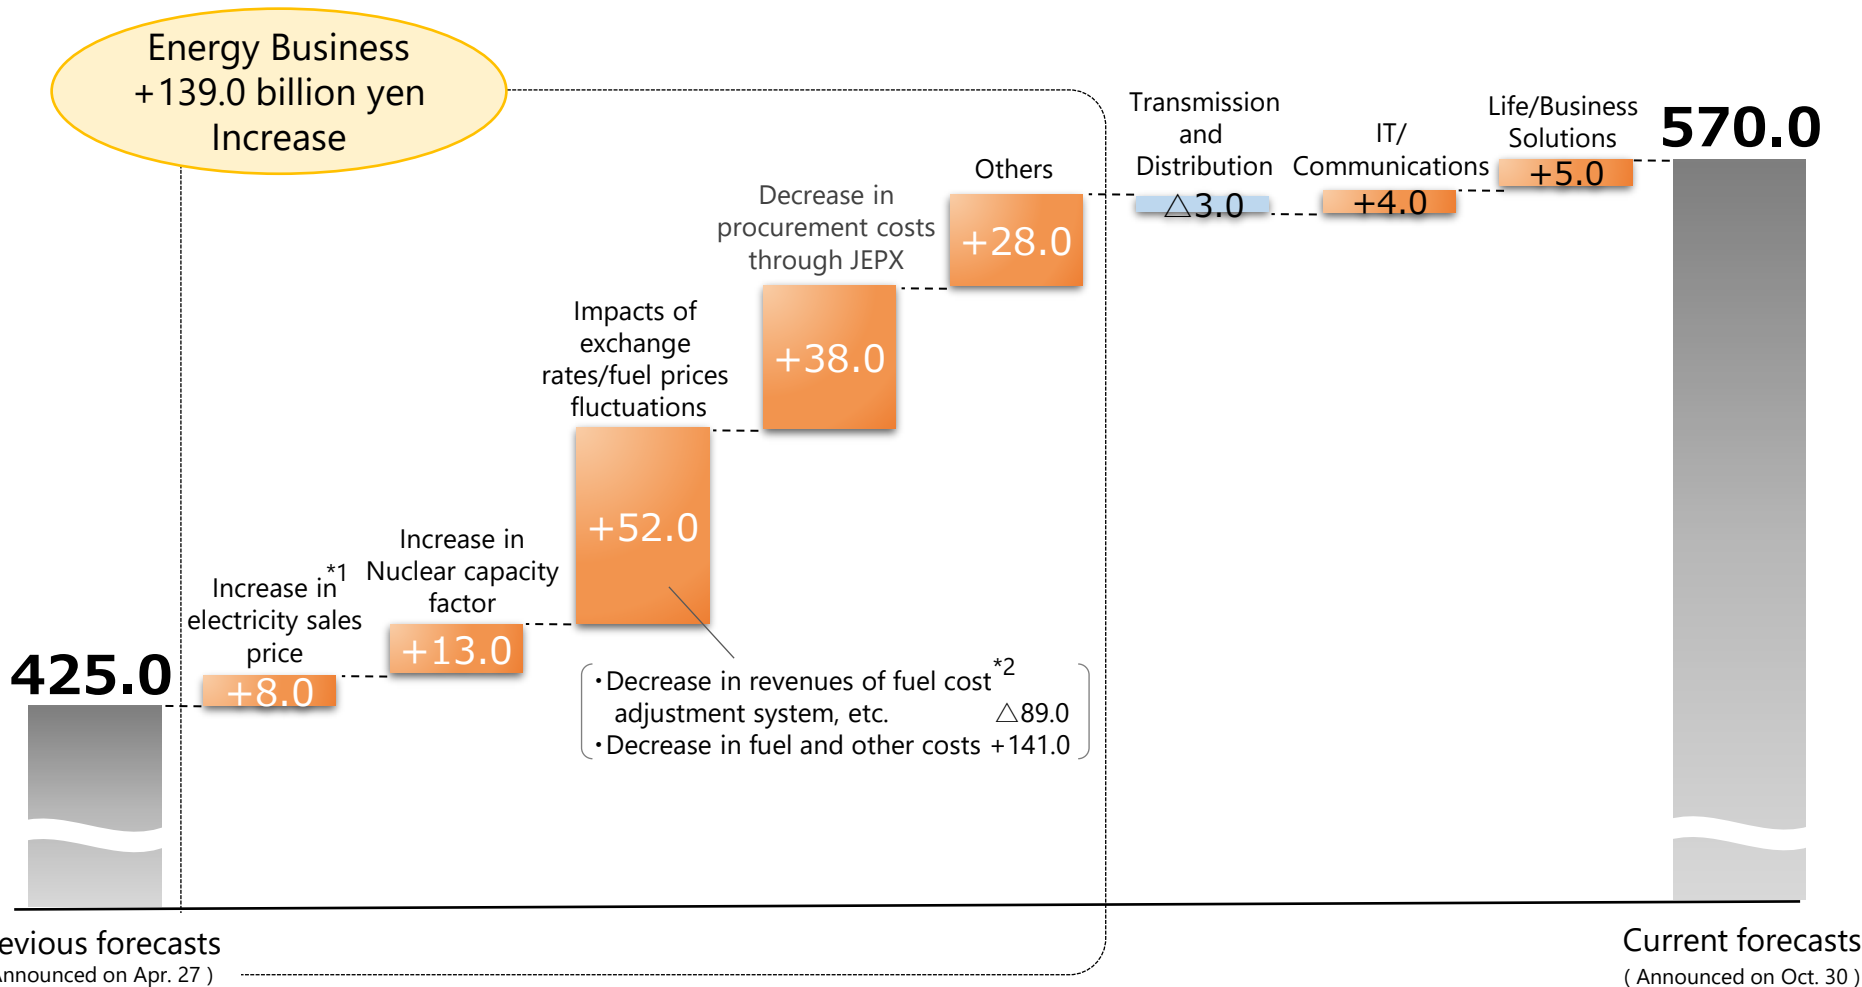 Energy Business
+139.0 billion yen
Increase
425.0
Increase in*1
electricity sales
price
+8.0
Increase in
Nuclear capacity
factor
+13.0
Impacts of
exchange
rates/fuel prices
fluctuations
+52.0
・Decrease in revenues of fuel cost*2
adjustment system, etc. △89.0
・Decrease in fuel and other costs +141.0
Decrease in
procurement costs
through JEPX
+38.0
Others
+28.0
Transmission
and
Distribution
△3.0
IT/
Communications
+4.0
Life/Business
Solutions
+5.0
570.0
forecasts
on Apr. 27 )
Current forecasts
( Announced on Oct. 30 )